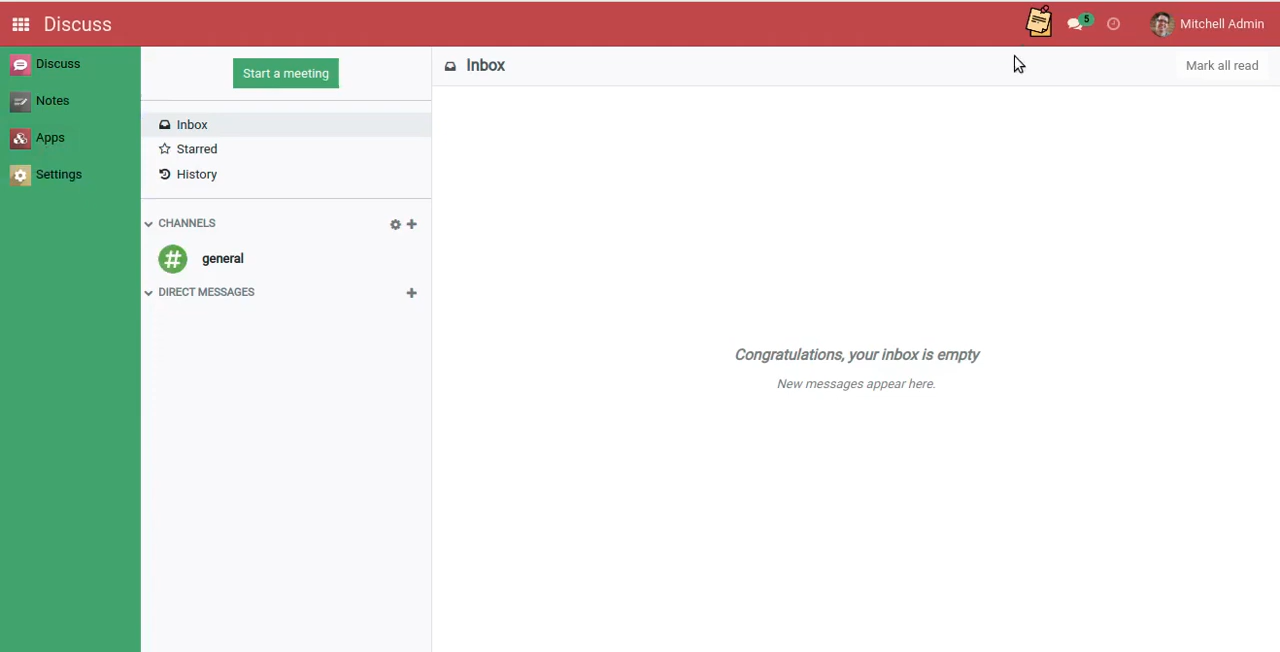 Discuss
5
Mitchell Admin
Discuss
Notes
Apps
Settings
Start a meeting
Inbox
Starred
History
CHANNELS
general
DIRECT MESSAGES
Inbox
Mark all read
Congratulations, your inbox is empty
New messages appear here.